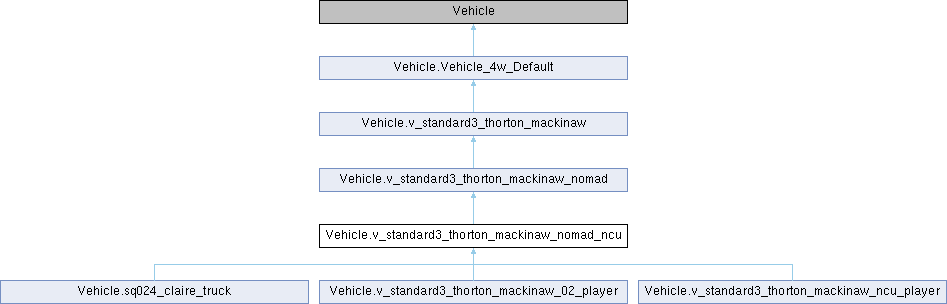 Vehicle
Vehicle.Vehicle_4w_Default
Vehicle.v_standard3_thorton_mackinaw
Vehicle.v_standard3_thorton_mackinaw_nomad
Vehicle.v_standard3_thorton_mackinaw_nomad_ncu
Vehicle.sq024_claire_truck
Vehicle.v_standard3_thorton_mackinaw_02_player
Vehicle.v_standard3_thorton_mackinaw_ncu_player